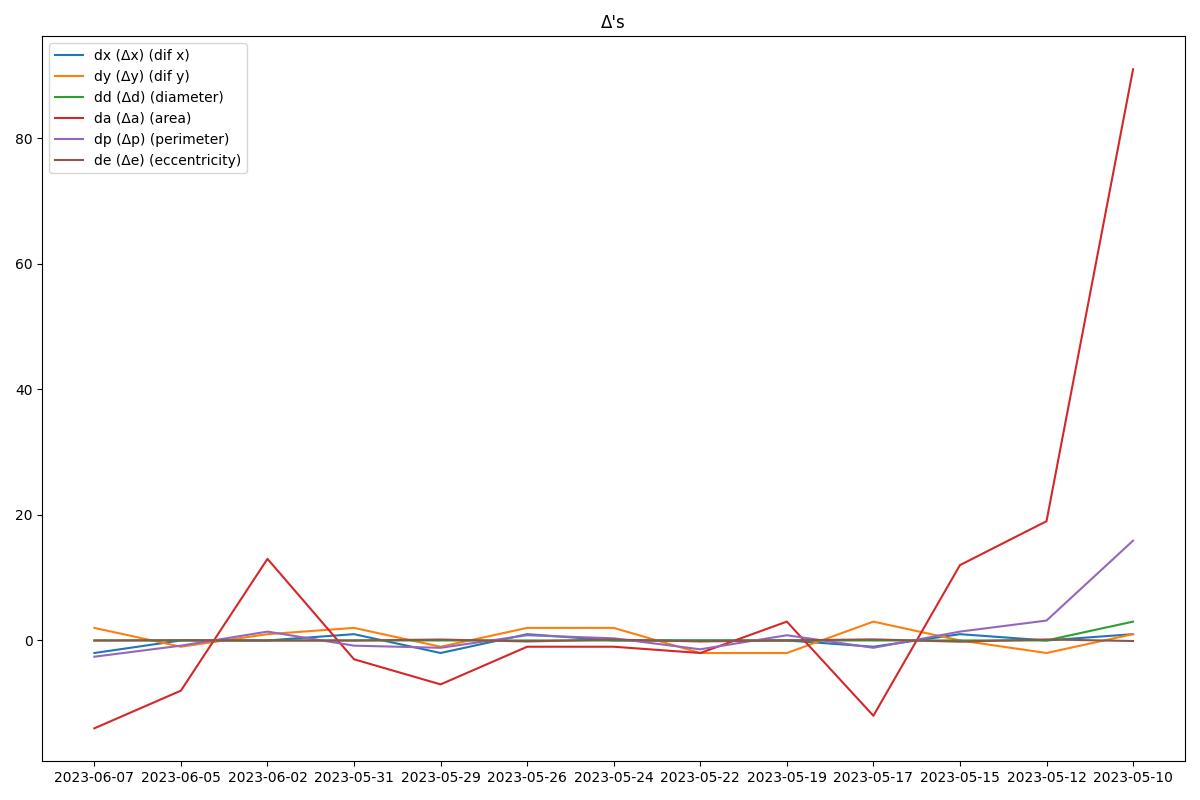 Δ's
dx (Δx) (dif x)
dy (Δy) (dif y)
dd (Δd) (diameter)
da (Δa) (area)
dp (Δp) (perimeter)
de (Δe) (eccentricity)
80
60
40
20
0
2023-06-07 2023-06-05 2023-06-02 2023-05-31 2023-05-29 2023-05-26 2023-05-24 2023-05-22 2023-05-19 2023-05-17 2023-05-15 2023-05-12 2023-05-10